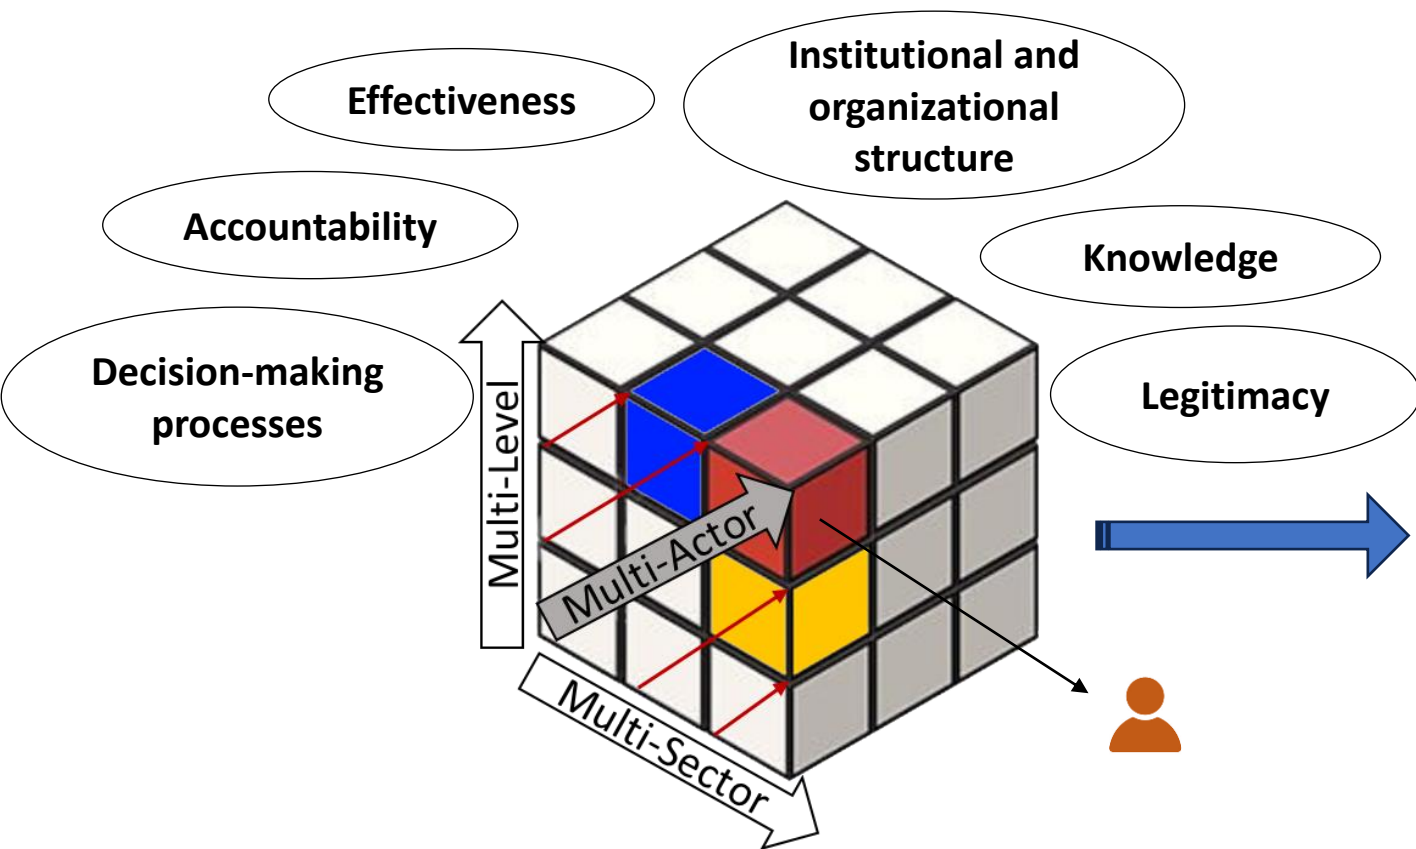 Effectiveness
Institutional and
organizational
structure
Accountability
Knowledge
Decision-making
processes
Legitimacy
Multi-Level
Multi-Actor
Multi-Sector